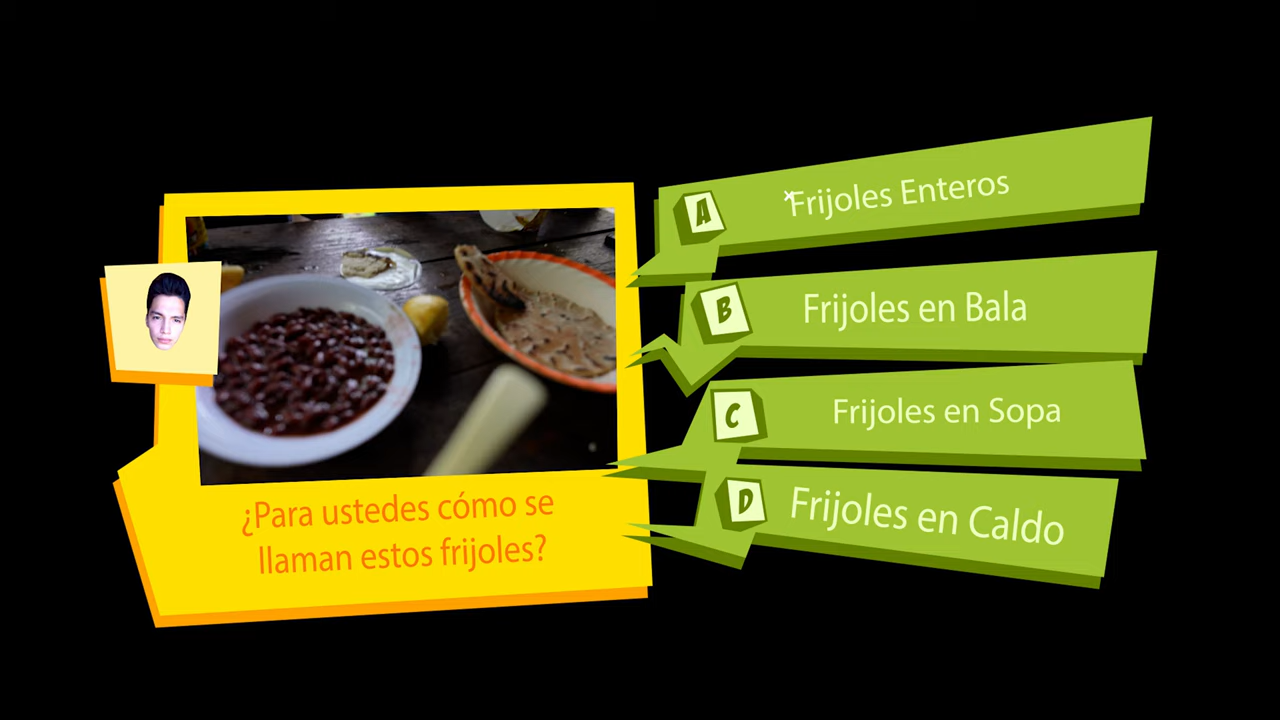 ¿Para ustedes cómo se
llaman estos frijoles?
A Frijoles Enteros
B Frijoles en Bala
C Frijoles en Sopa
D Frijoles en Caldo